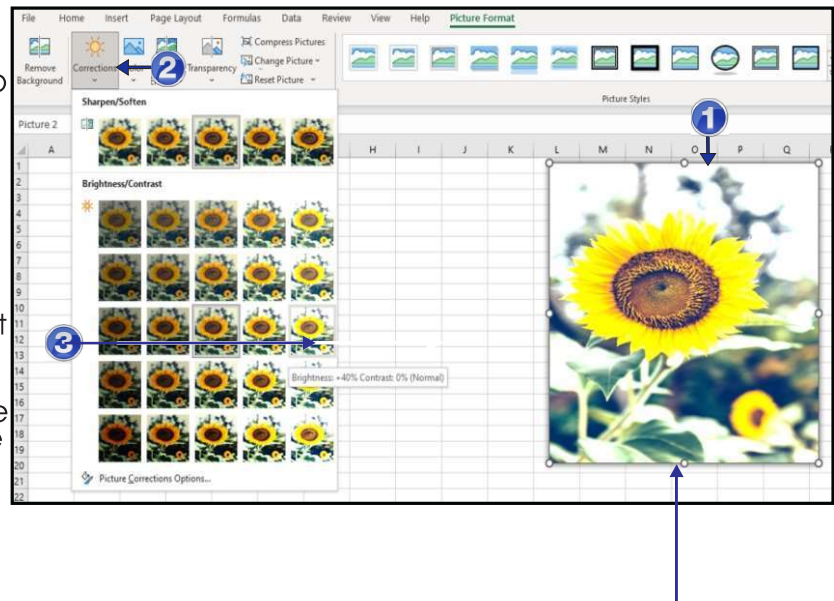 File Home Insert Page Layout Formulas Data Review View Help Picture Format
Remove Background
Corrections
Transparency
Compress Pictures
Change Picture
Reset Picture
Picture Styles
2
1
Sharpen/Soften
Picture 2
A H I J K L M N O P Q
Brightness/Contrast
1
2
3
4
5
6
7
8
9
10
11
12
13
14
15
16
17
18
19
20
21
22
3
Brightness: +40% Contrast: 0% (Normal)
Picture Corrections Options...